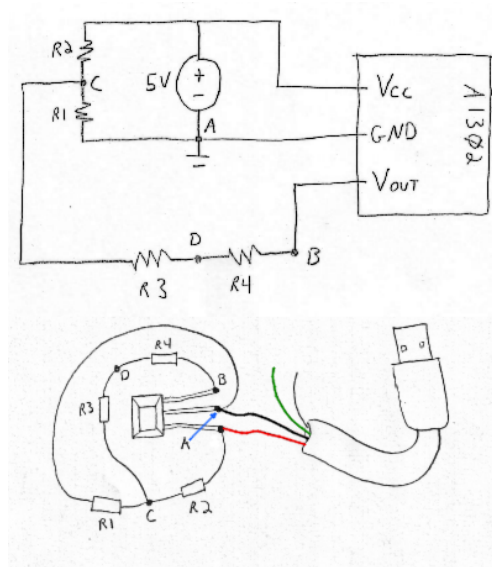 R2
C
5V
+
-
R1
A
VCC
GND
VOUT
A1302
D
B
R3
R4
R4
D
B
R3
A
R1
C
R2